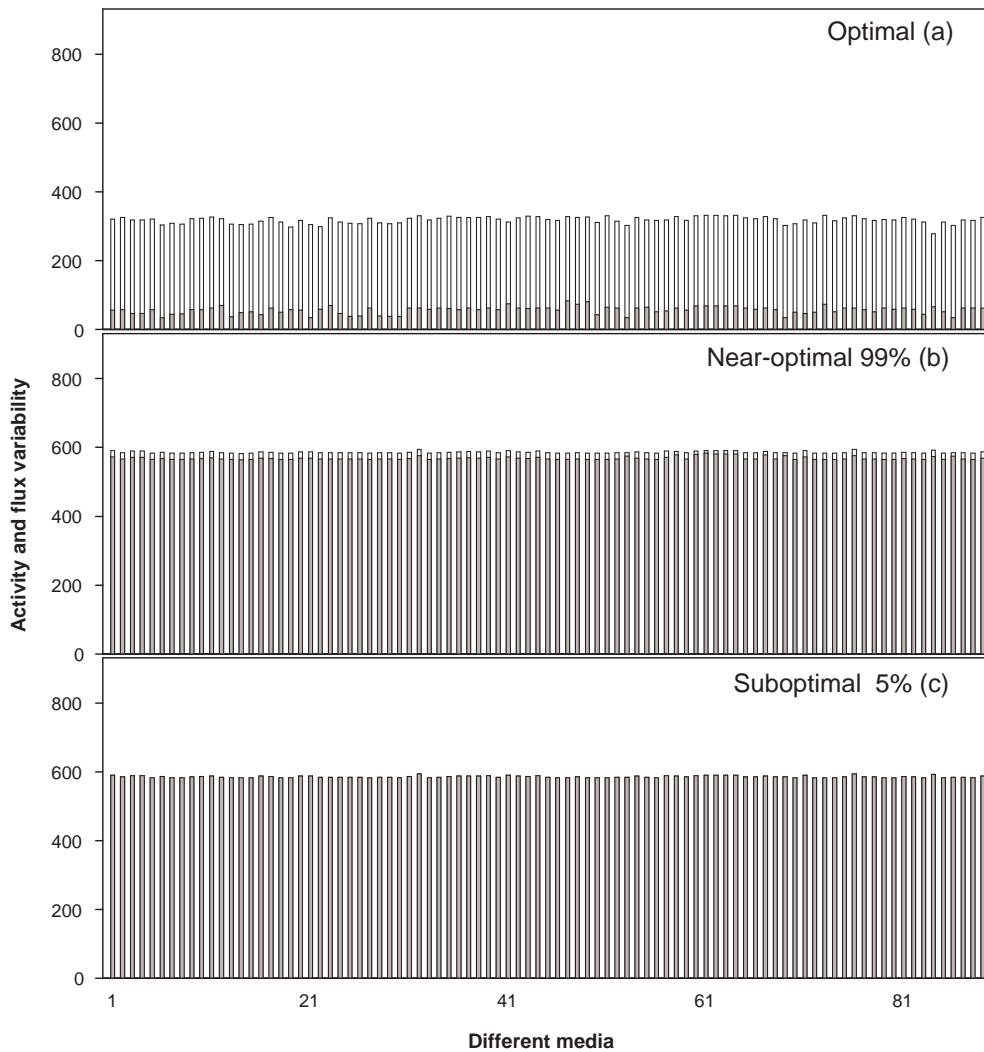 Optimal (a)
800
600
400
200
0
Near-optimal 99% (b)
800
600
400
200
0
Suboptimal 5% (c)
800
600
400
200
0
1 21 41 61 81
Different media
Activity and flux variability